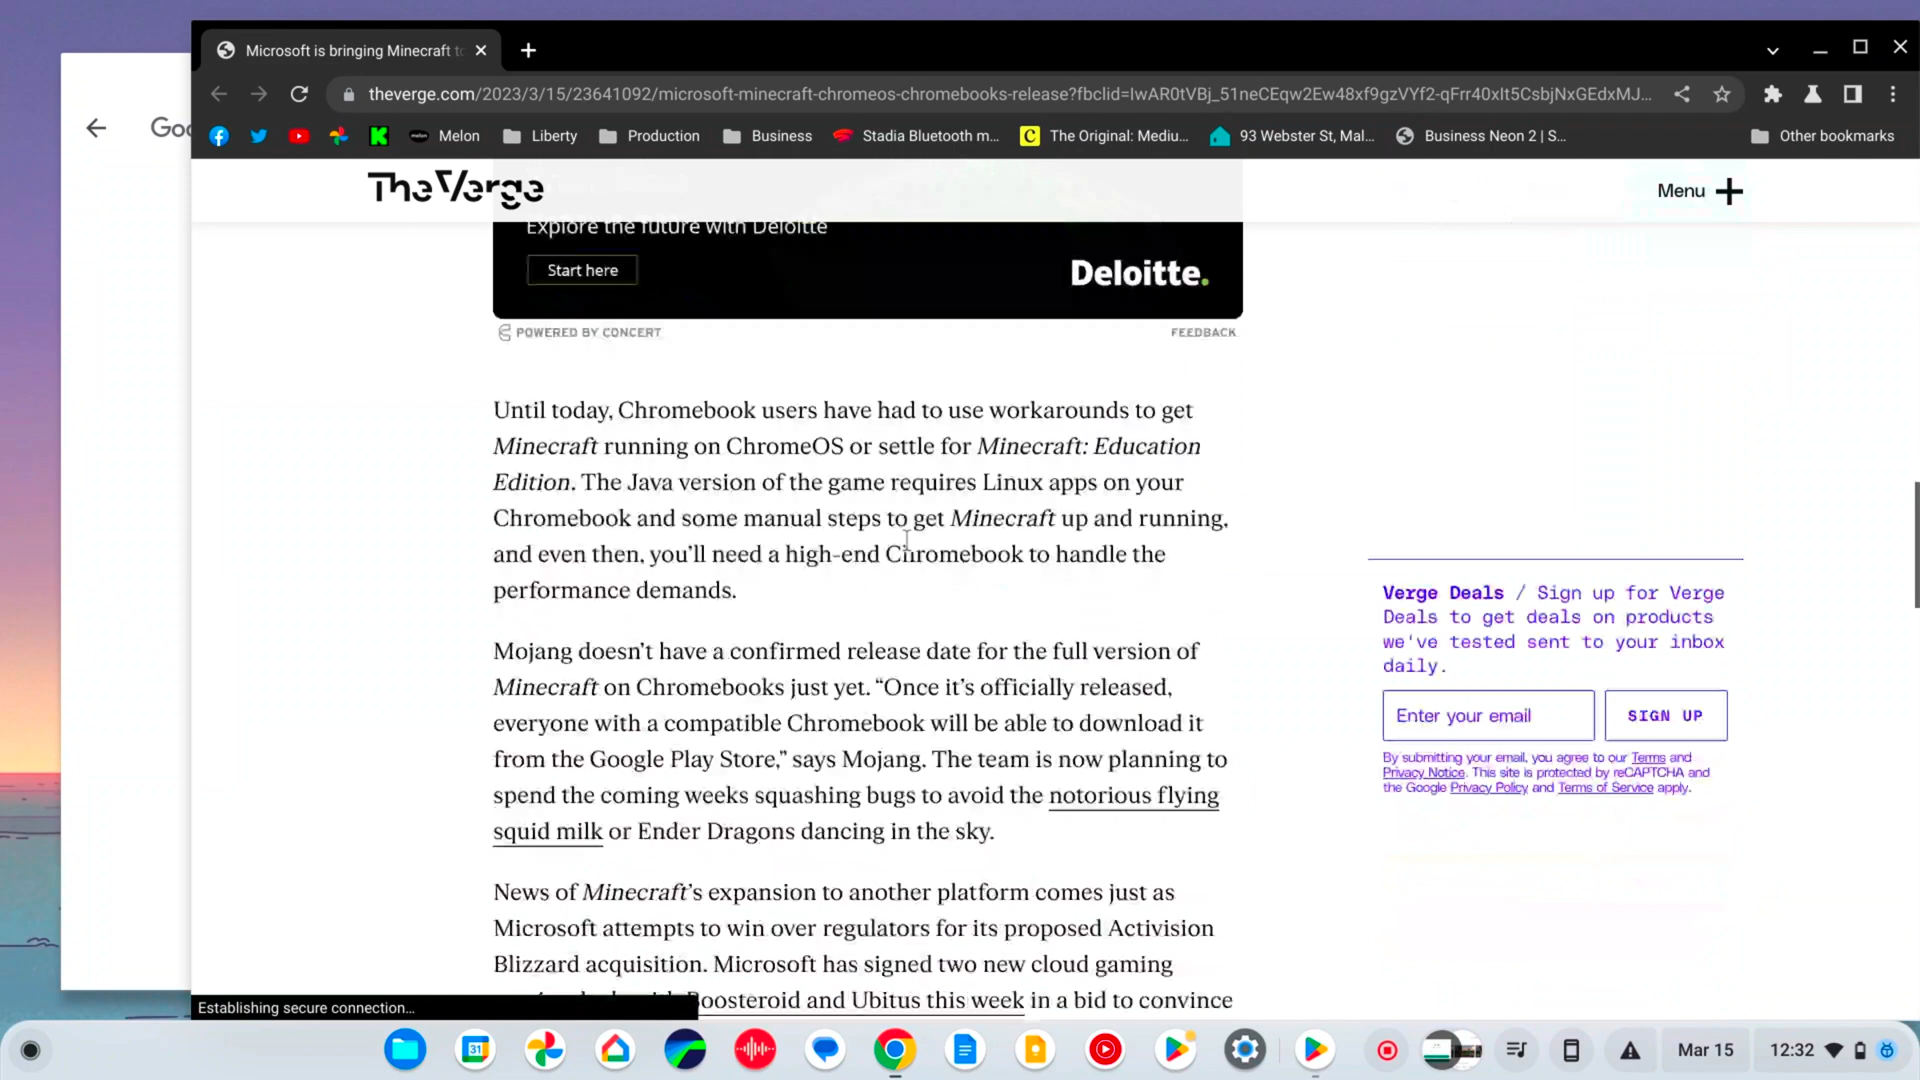 Microsoft is bringing Minecraft to
theverge.com/2023/3/15/23641092/microsoft-minecraft-chromeos-chromebooks-release?fbclid=IwAR0tVBj_51neCEqw2Ew48xf9gzVYf2-qFrr40xIt5CsbjNxGEdxMJ...
Goo
Melon Liberty Production Business Stadia Bluetooth m... The Original: Mediu... 93 Webster St, Mal... Business Neon 2 | S... Other bookmarks
The Verge
Menu
Explore the future with Deloitte
Start here
Deloitte.
POWERED BY CONCERT
FEEDBACK
Until today, Chromebook users have had to use workarounds to get
Minecraft running on ChromeOS or settle for Minecraft: Education
Edition. The Java version of the game requires Linux apps on your
Chromebook and some manual steps to get Minecraft up and running,
and even then, you'll need a high-end Chromebook to handle the
performance demands.
Mojang doesn't have a confirmed release date for the full version of
Minecraft on Chromebooks just yet. “Once it's officially released,
everyone with a compatible Chromebook will be able to download it
from the Google Play Store,” says Mojang. The team is now planning to
spend the coming weeks squashing bugs to avoid the notorious flying
squid milk or Ender Dragons dancing in the sky.
News of Minecraft's expansion to another platform comes just as
Microsoft attempts to win over regulators for its proposed Activision
Blizzard acquisition. Microsoft has signed two new cloud gaming
Boosteroid and Ubitus this week in a bid to convince
Verge Deals / Sign up for Verge
Deals to get deals on products
we've tested sent to your inbox
daily.
Enter your email
SIGN UP
By submitting your email, you agree to our Terms and
Privacy Notice. This site is protected by reCAPTCHA and
the Google Privacy Policy and Terms of Service apply.
Establishing secure connection...
31
Mar 15
12:32